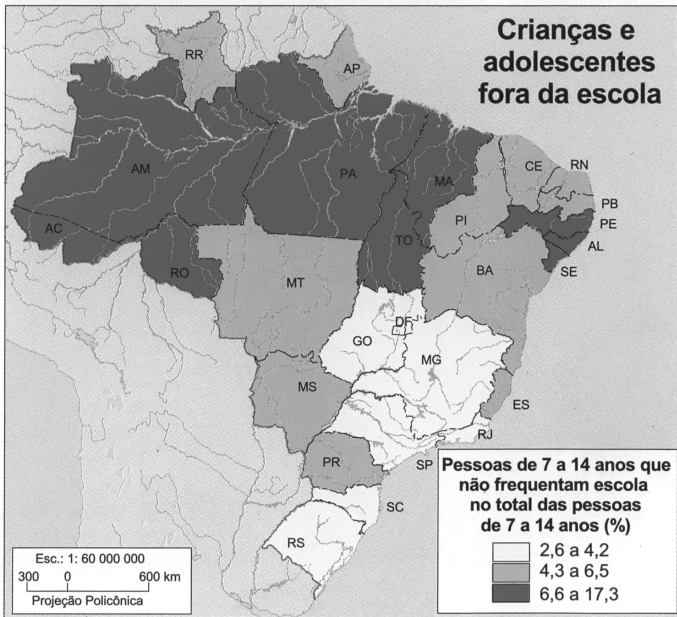 Crianças e
adolescentes
fora da escola
RR
AP
AM
PA
MA
CE
RN
PB
PI
PE
AC
TO
AL
RO
SE
MT
BA
DF
GO
MG
MS
ES
RJ
PR
SP
SC
RS
Pessoas de 7 a 14 anos que
não frequentam escola
no total das pessoas
de 7 a 14 anos (%)
2,6 a 4,2
4,3 a 6,5
6,6 a 17,3
Esc.: 1: 60 000 000
300 0 600 km
Projeção Policônica